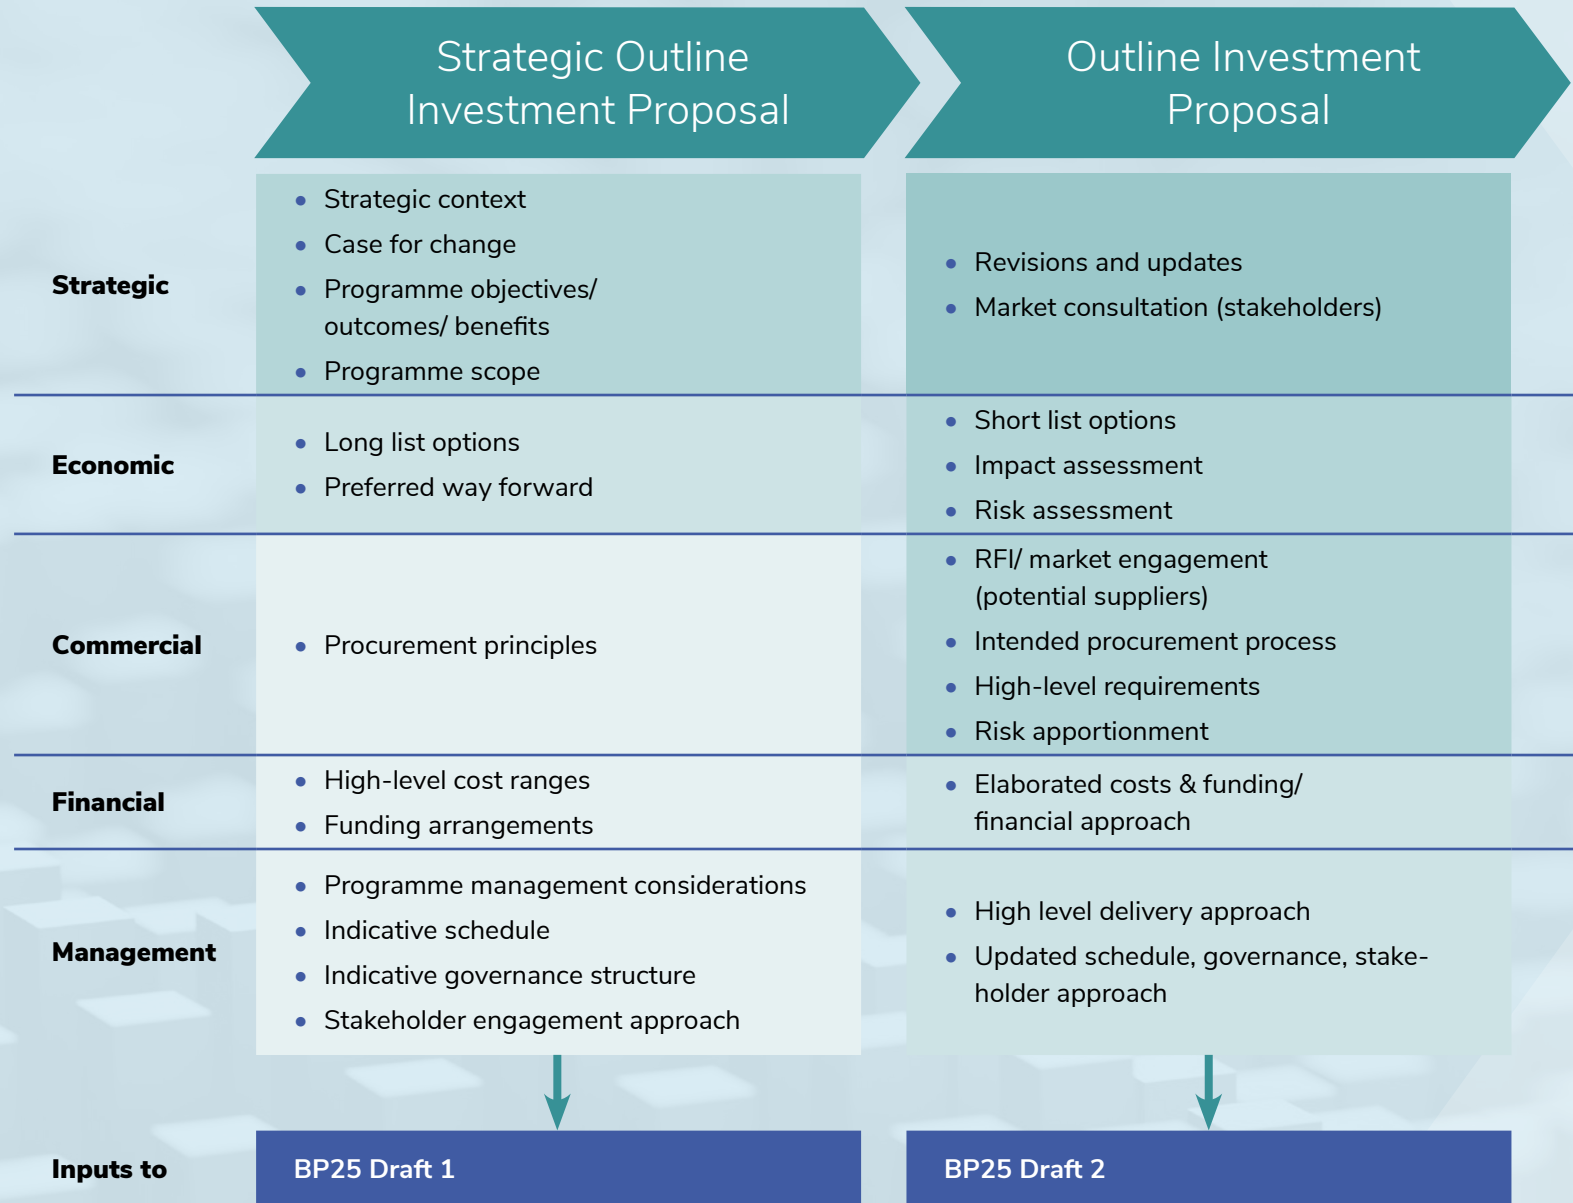 Strategic Outline
Investment Proposal
Outline Investment
Proposal
Strategic
• Strategic context
• Case for change
• Programme objectives/
outcomes/ benefits
• Programme scope
• Revisions and updates
• Market consultation (stakeholders)
Economic
• Long list options
• Preferred way forward
• Short list options
• Impact assessment
• Risk assessment
Commercial
• Procurement principles
• RFI/ market engagement
(potential suppliers)
• Intended procurement process
• High-level requirements
• Risk apportionment
Financial
• High-level cost ranges
• Funding arrangements
• Elaborated costs & funding/
financial approach
Management
• Programme management considerations
• Indicative schedule
• Indicative governance structure
• Stakeholder engagement approach
• High level delivery approach
• Updated schedule, governance, stake-
holder approach
Inputs to
BP25 Draft 1
BP25 Draft 2